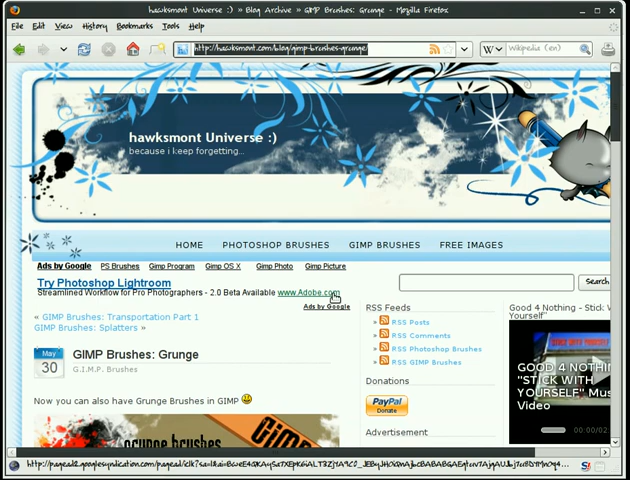 hawksmont Universe :) » Blog Archive » GIMP Brushes: Grunge - Mozilla Firefox
File Edit View History Bookmarks Tools Help
http://hawksmont.com/blog/gimp-brushes-grunge/
W Wikipedia (en)
hawksmont Universe :)
because i keep forgetting...
HOME PHOTOSHOP BRUSHES GIMP BRUSHES FREE IMAGES
Ads by Google PS Brushes Gimp Program Gimp OS X Gimp Photo Gimp Picture
Try Photoshop Lightroom
Streamlined Workflow for Pro Photographers - 2.0 Beta Available www.Adobe.com
Ads by Google
Search
« GIMP Brushes: Transportation Part 1
GIMP Brushes: Splatters »
May
30
GIMP Brushes: Grunge
G.I.M.P. Brushes
Now you can also have Grunge Brushes in GIMP
grunge brushes
Gimp
RSS Feeds
» RSS Posts
» RSS Comments
» RSS Photoshop Brushes
» RSS GIMP Brushes
Donations
PayPal
Donate
Advertisement
Good 4 Nothing - Stick W
Yourself"
GOOD 4 NOTHIN
"STICK WITH
YOURSELF" Mus
Video
00:00/02